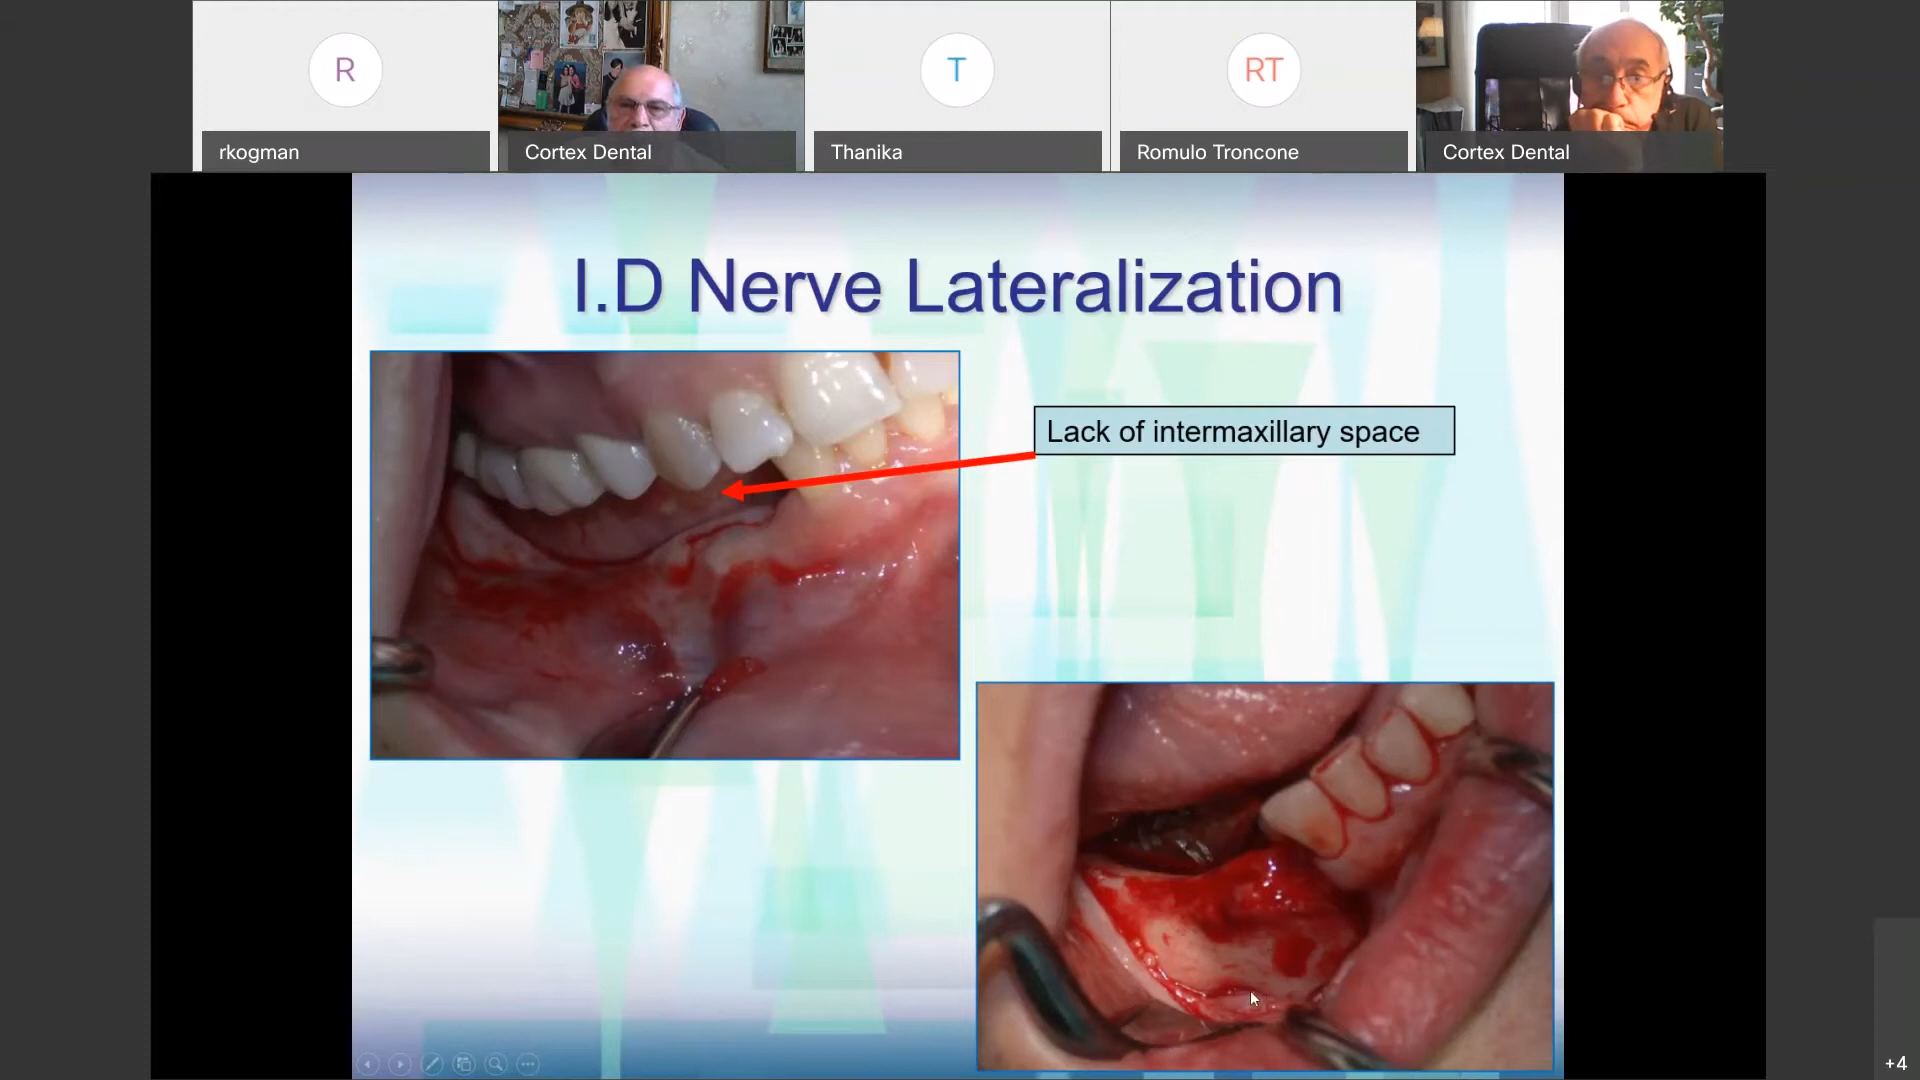 R
T
RT
rkogman
Cortex Dental
Thanika
Romulo Troncone
Cortex Dental
I.D Nerve Lateralization
Lack of intermaxillary space
+4